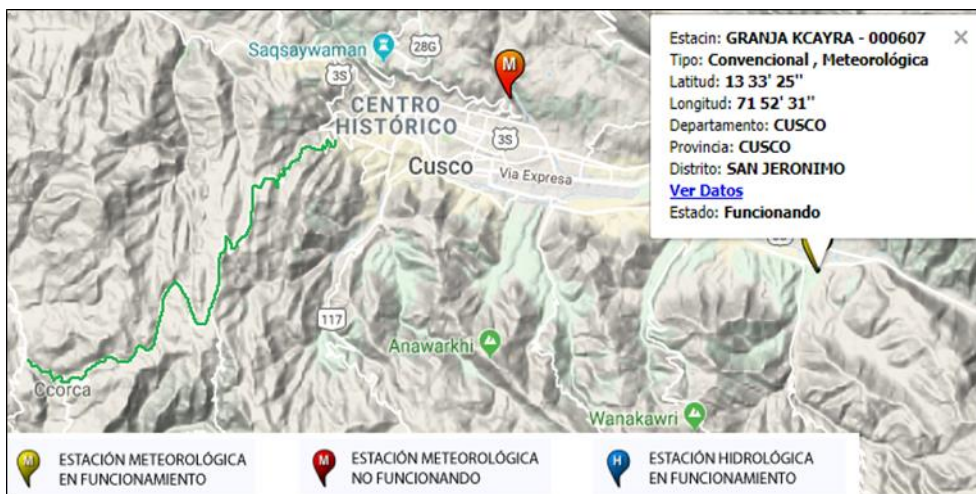 Saqsaywaman
28G
3S
M
CENTRO
HISTÓRICO
3S
Cusco
Via Expresa
117
Anawarkhi
Ccorca
Wanakawri
Estacin: GRANJA KCAYRA - 000607
Tipo: Convencional , Meteorológica
Latitud: 13 33' 25''
Longitud: 71 52' 31''
Departamento: CUSCO
Provincia: CUSCO
Distrito: SAN JERONIMO
Ver Datos
Estado: Funcionando
M
ESTACIÓN METEOROLÓGICA
EN FUNCIONAMIENTO
M
ESTACIÓN METEOROLÓGICA
NO FUNCIONANDO
H
ESTACIÓN HIDROLÓGICA
EN FUNCIONAMIENTO